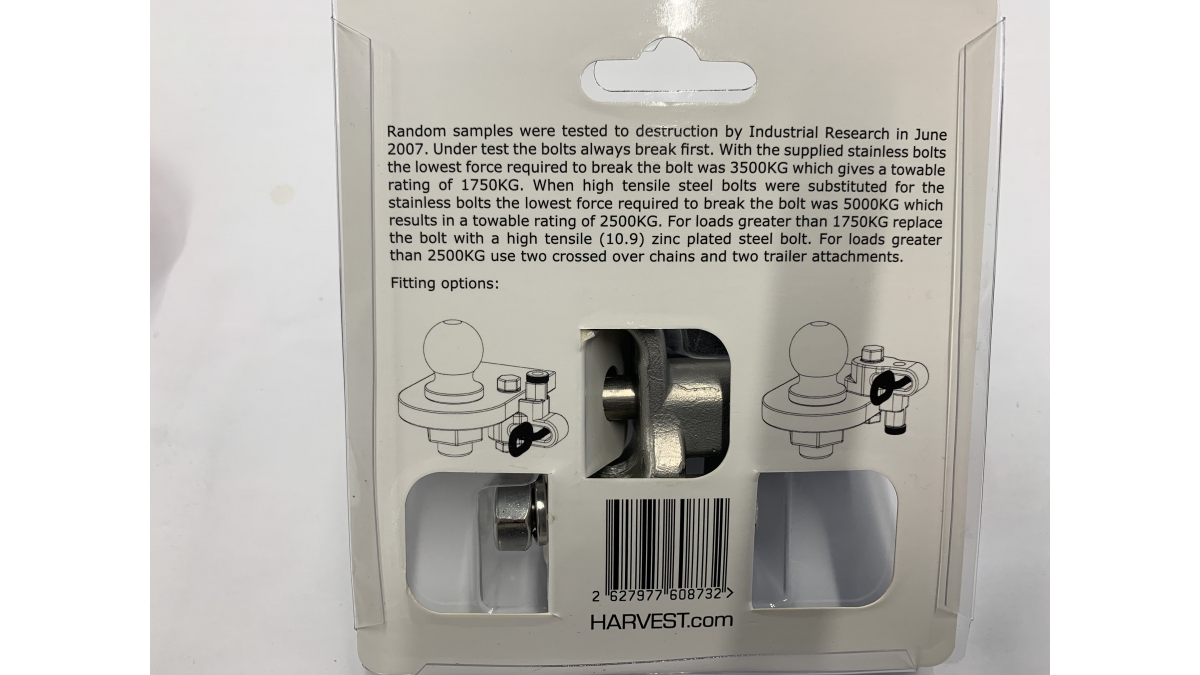 Random samples were tested to destruction by Industrial Research in June
2007. Under test the bolts always break first. With the supplied stainless bolts
the lowest force required to break the bolt was 3500KG which gives a towable
rating of 1750KG. When high tensile steel bolts were substituted for the
stainless bolts the lowest force required to break the bolt was 5000KG which
results in a towable rating of 2500KG. For loads greater than 1750KG replace
the bolt with a high tensile (10.9) zinc plated steel bolt. For loads greater
than 2500KG use two crossed over chains and two trailer attachments.
Fitting options:
2 627977 608732 >
HARVEST.com